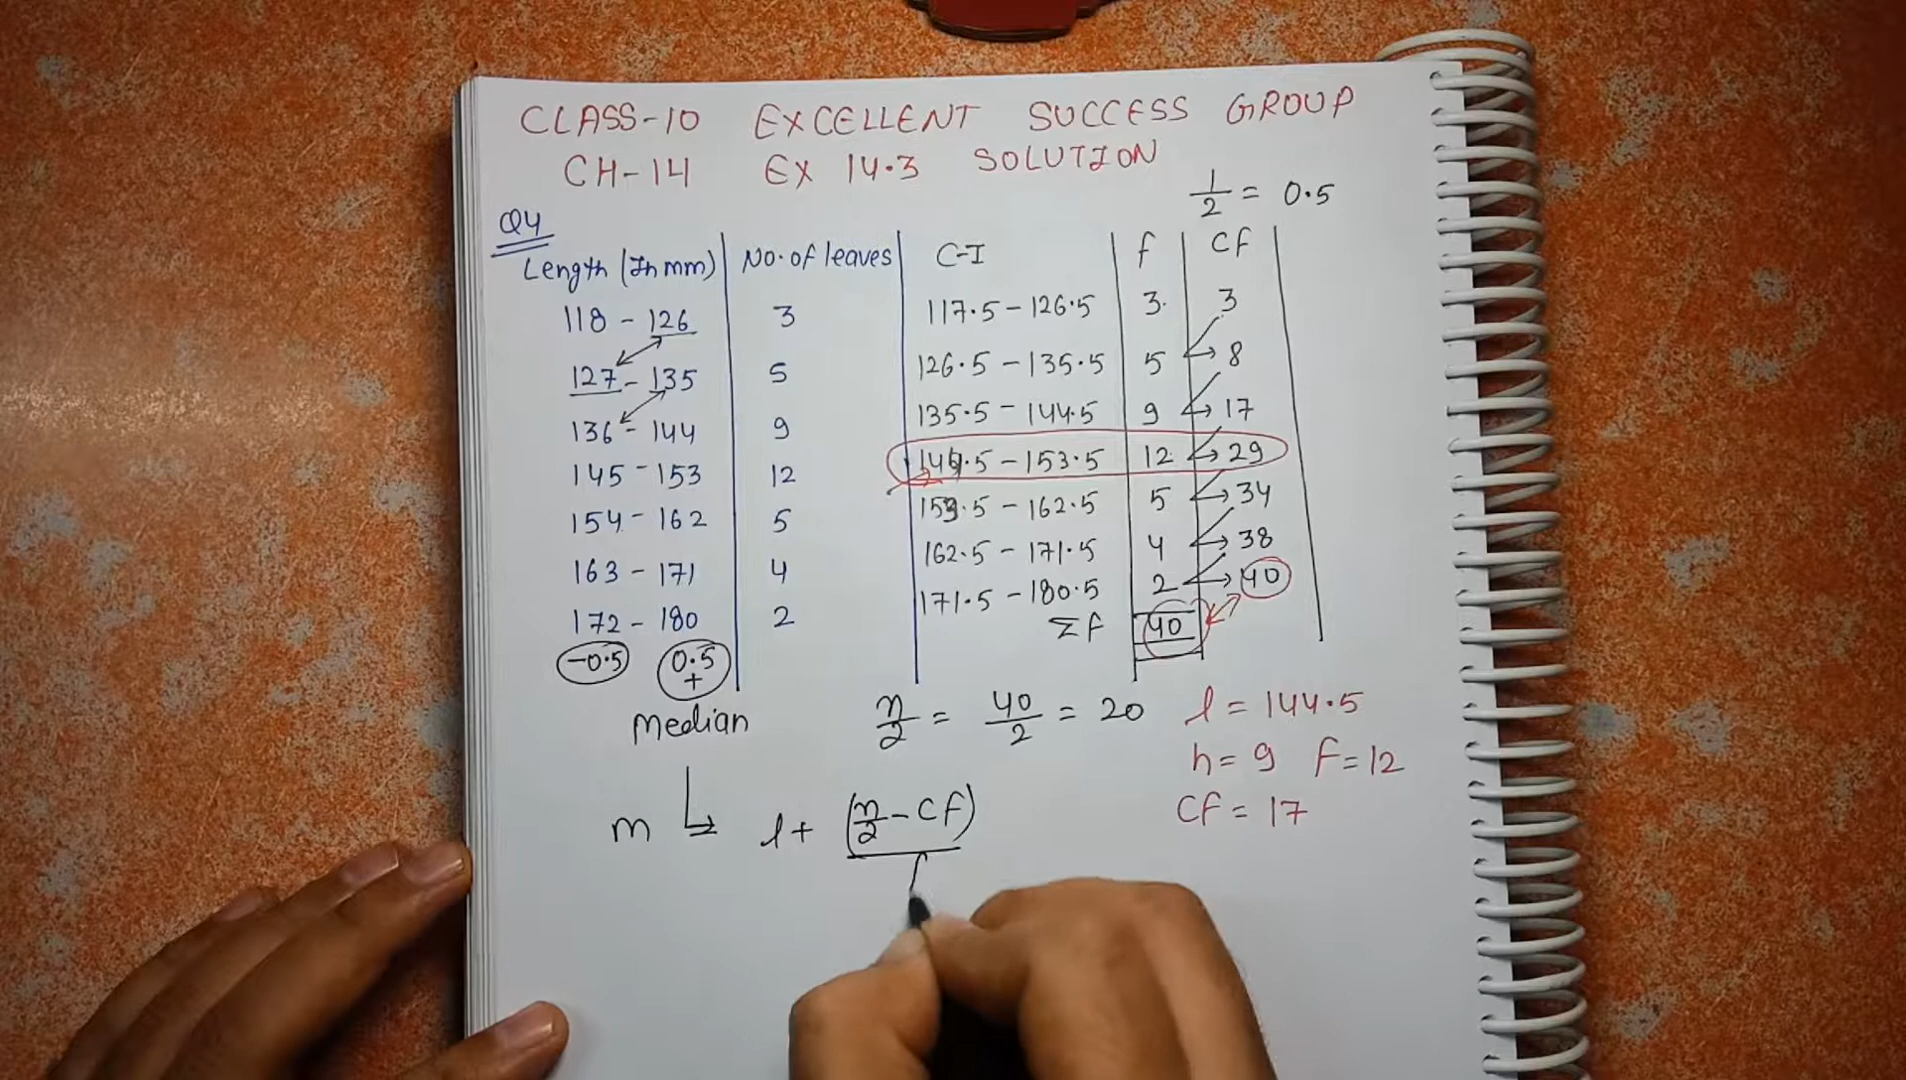 CLASS-10 EXCELLENT SUCCESS GROUP
CH-14 EX 14.3 SOLUTION
1/2 = 0.5
Q4
Length (In mm) No. of leaves C-I f CF
118 - 126 3 117.5 - 126.5 3 3
127 - 135 5 126.5 - 135.5 5 8
136 - 144 9 135.5 - 144.5 9 17
145 - 153 12 144.5 - 153.5 12 29
154 - 162 5 153.5 - 162.5 5 34
163 - 171 4 162.5 - 171.5 4 38
172 - 180 2 171.5 - 180.5 2 40
-0.5 0.5 + Σf 40
Median n/2 = 40/2 = 20 l = 144.5
h = 9 f = 12
m l + (n/2 - CF)/f CF = 17